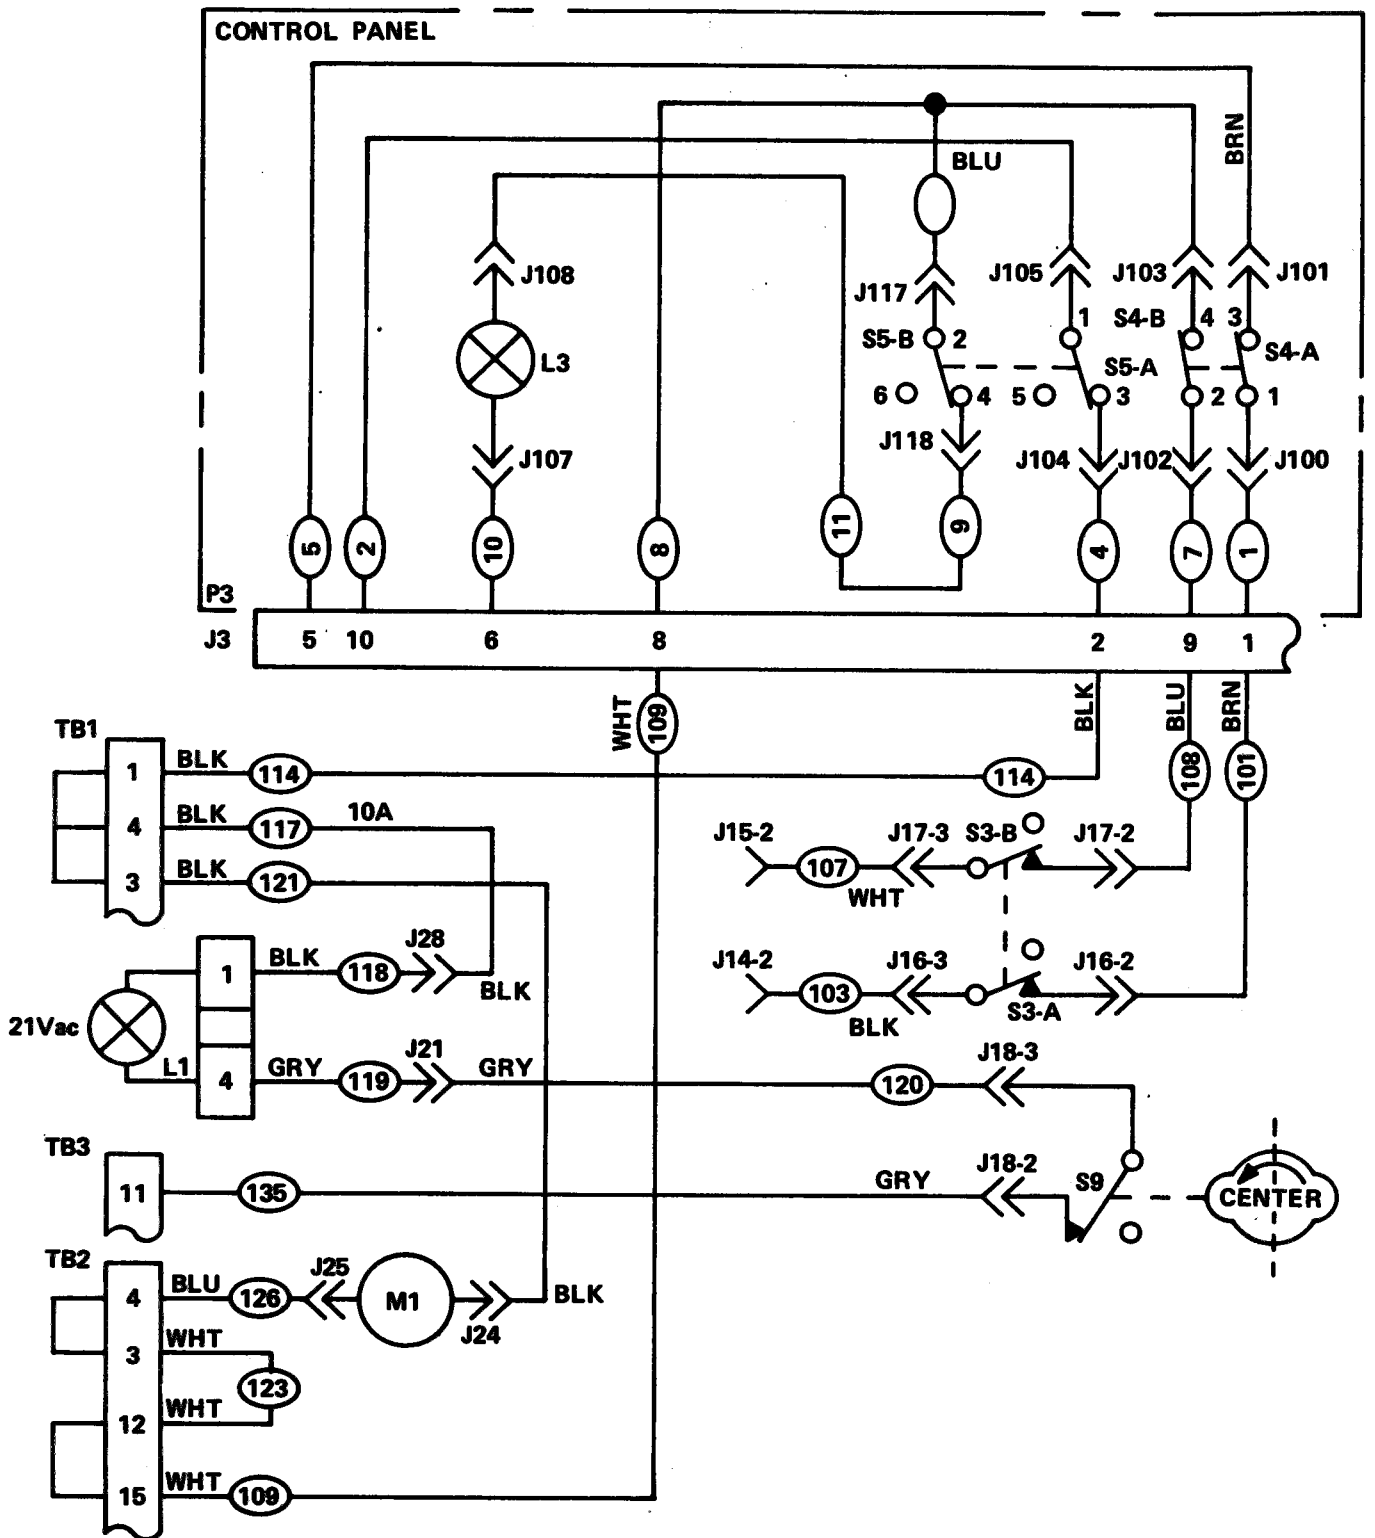 CONTROL PANEL
BRN
BLU
J108
J117
J105
J103
J101
L3
S5-B
2
1
S4-B
4
3
S4-A
S5-A
6
4
5
3
2
1
J107
J118
J104
J102
J100
5
2
10
8
11
9
4
7
1
P3
J3
5
10
6
8
2
9
1
WHT
109
BLK
BLU
BRN
108
101
TB1
1
BLK
114
114
4
BLK
117
10A
3
BLK
121
J15-2
107
WHT
J17-3
S3-B
J17-2
J14-2
103
BLK
J16-3
S3-A
J16-2
1
BLK
118
J28
BLK
21Vac
L1
4
GRY
119
J21
GRY
120
J18-3
TB3
11
135
GRY
J18-2
S9
CENTER
TB2
4
BLU
126
J25
M1
J24
BLK
3
WHT
123
12
WHT
15
WHT
109